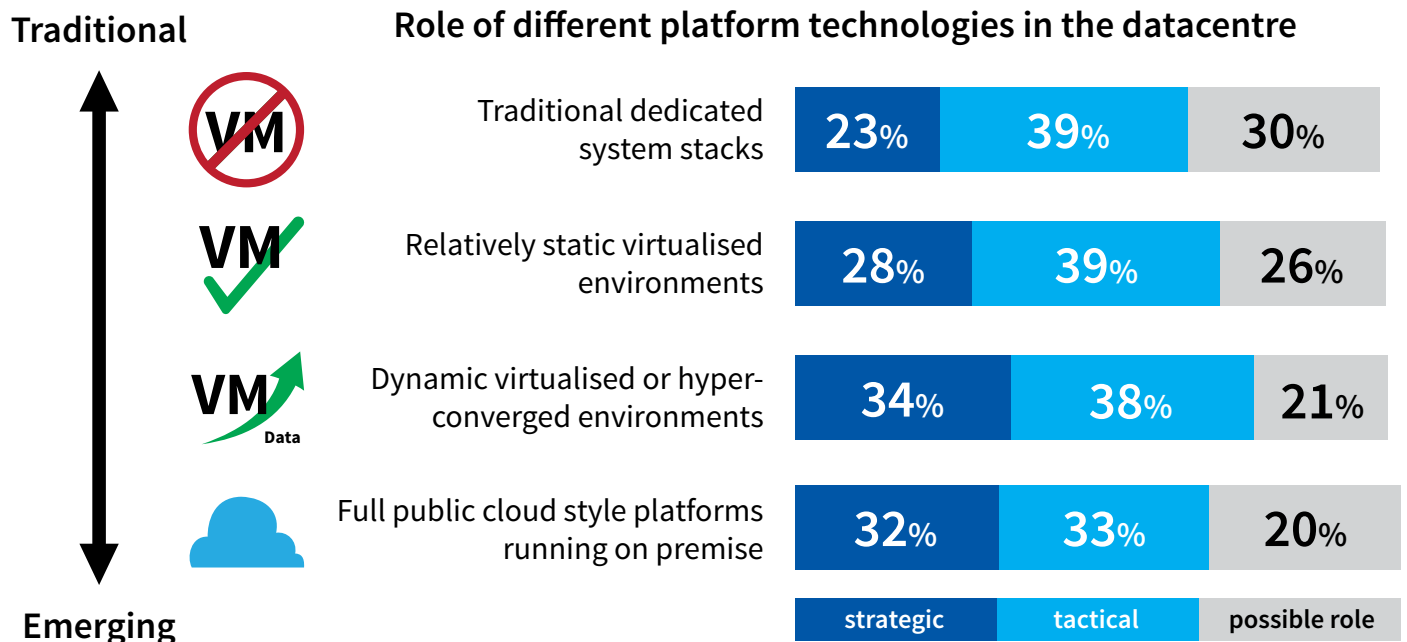 Traditional
Role of different platform technologies in the datacentre
VM
Traditional dedicated
system stacks
23%
39%
30%
VM
Relatively static virtualised
environments
28%
39%
26%
VM
Data
Dynamic virtualised or hyper-
converged environments
34%
38%
21%
Full public cloud style platforms
running on premise
32%
33%
20%
Emerging
strategic
tactical
possible role